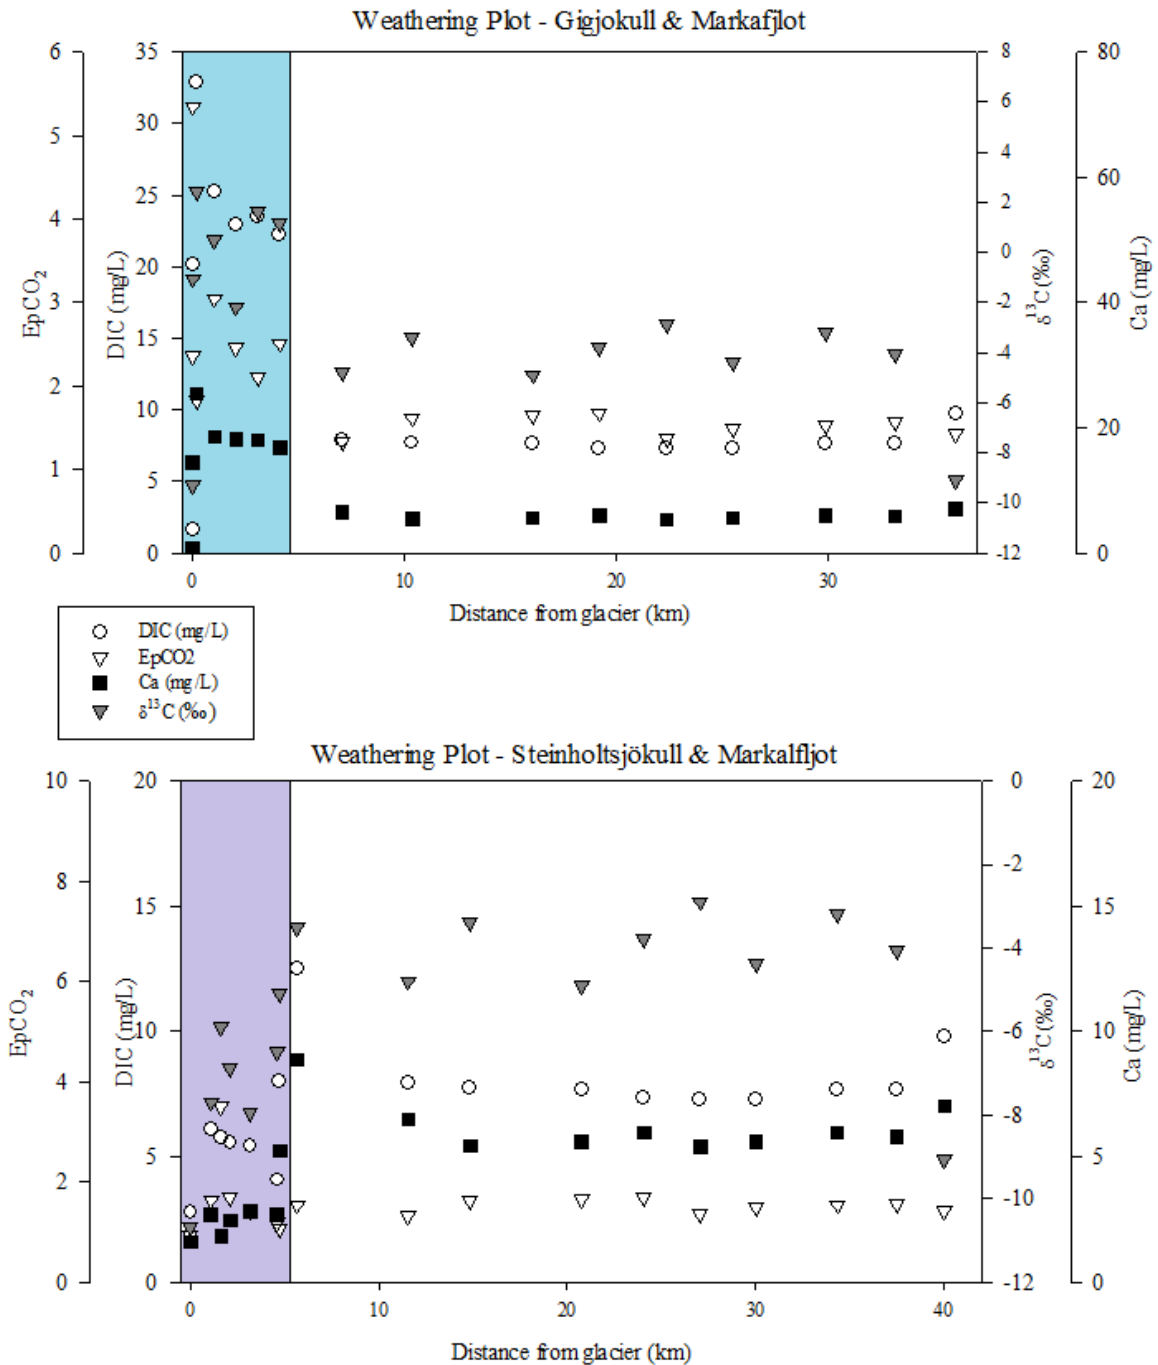 Weathering Plot - Gigjokull & Markafjlot
6 35 8 80
5 30 6
4 25 4 60
3 20 2
2 15 0 40
1 10 -2
0 5 -4 20
0 -6
-8
-10
-12 0
EpCO2
DIC (mg/L)
δ13C (‰)
Ca (mg/L)
0 10 20 30
Distance from glacier (km)
DIC (mg/L)
EpCO2
Ca (mg/L)
δ13C (‰)
Weathering Plot - Steinholtsjökull & Markalfljot
10 20 0 20
8 15 -2 15
6 10 -4 10
4 5 -6 5
2 0 -8 0
0 -10
-12
EpCO2
DIC (mg/L)
δ13C (‰)
Ca (mg/L)
0 10 20 30 40
Distance from glacier (km)